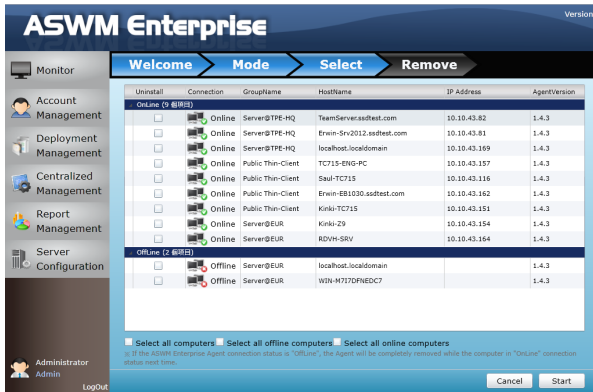 ASWM Enterprise
Version
Welcome Mode Select Remove
Monitor
Account
Management
Deployment
Management
Centralized
Management
Report
Management
Server
Configuration
Administrator
Admin
LogOut
Uninstall Connection GroupName HostName IP Address AgentVersion
OnLine (9 個項目)
Online Server@TPE-HQ TeamServer.ssdtest.com 10.10.43.82 1.4.3
Online Server@TPE-HQ Erwin-Srv2012.ssdtest.com 10.10.43.81 1.4.3
Online Server@TPE-HQ localhost.localdomain 10.10.43.169 1.4.3
Online Public Thin-Client TC715-ENG-PC 10.10.43.157 1.4.3
Online Public Thin-Client Saul-TC715 10.10.43.116 1.4.3
Online Public Thin-Client Erwin-EB1030.ssdtest.com 10.10.43.162 1.4.3
Online Public Thin-Client Kinki-TC715 10.10.43.151 1.4.3
Online Server@EUR Kinki-Z9 10.10.43.154 1.4.3
Online Server@EUR RDVH-SRV 10.10.43.164 1.4.3
OffLine (2 個項目)
Offline Server@EUR localhost.localdomain 1.4.3
Offline Server@EUR WIN-M7I7DFNEDC7 1.4.3
Select all computers Select all offline computers Select all online computers
※ If the ASWM Enterprise Agent connection status is "OffLine", the Agent will be completely removed while the computer in "OnLine" connection
status next time.
Cancel Start